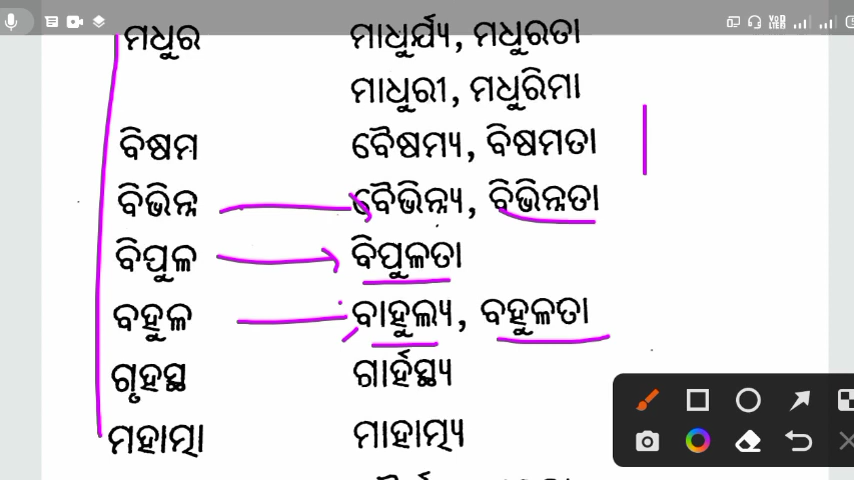 ମଧୁର ମାଧୁର୍ଯ୍ୟ, ମଧୁରତା
ମାଧୁରୀ, ମଧୁରିମା
ବିଷମ ବୈଷମ୍ୟ, ବିଷମତା
ବିଭିନ୍ନ ବୈଭିନ୍ନ୍ୟ, ବିଭିନ୍ନତା
ବିପୁଳ ବିପୁଳତା
ବହୁଳ ବାହୁଲ୍ୟ, ବହୁଳତା
ଗୃହସ୍ଥ ଗାର୍ହସ୍ଥ୍ୟ
ମହାତ୍ମା ମାହାତ୍ମ୍ୟ